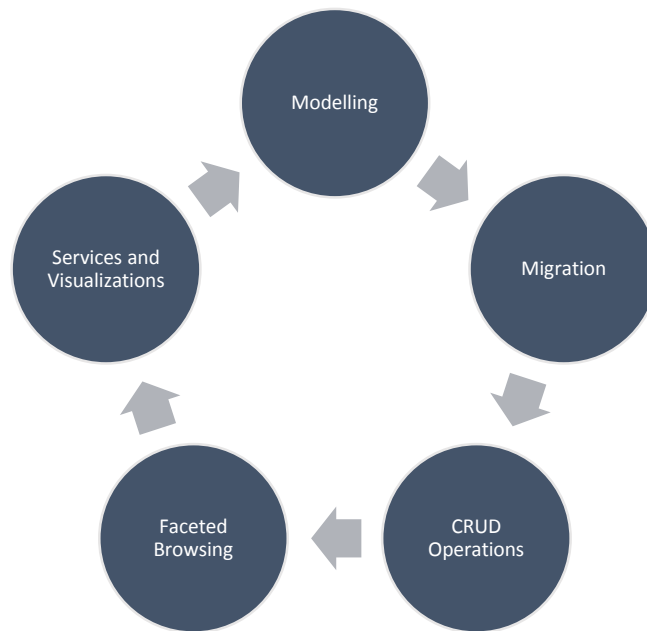 Modelling
Migration
CRUD
Operations
Faceted
Browsing
Services and
Visualizations